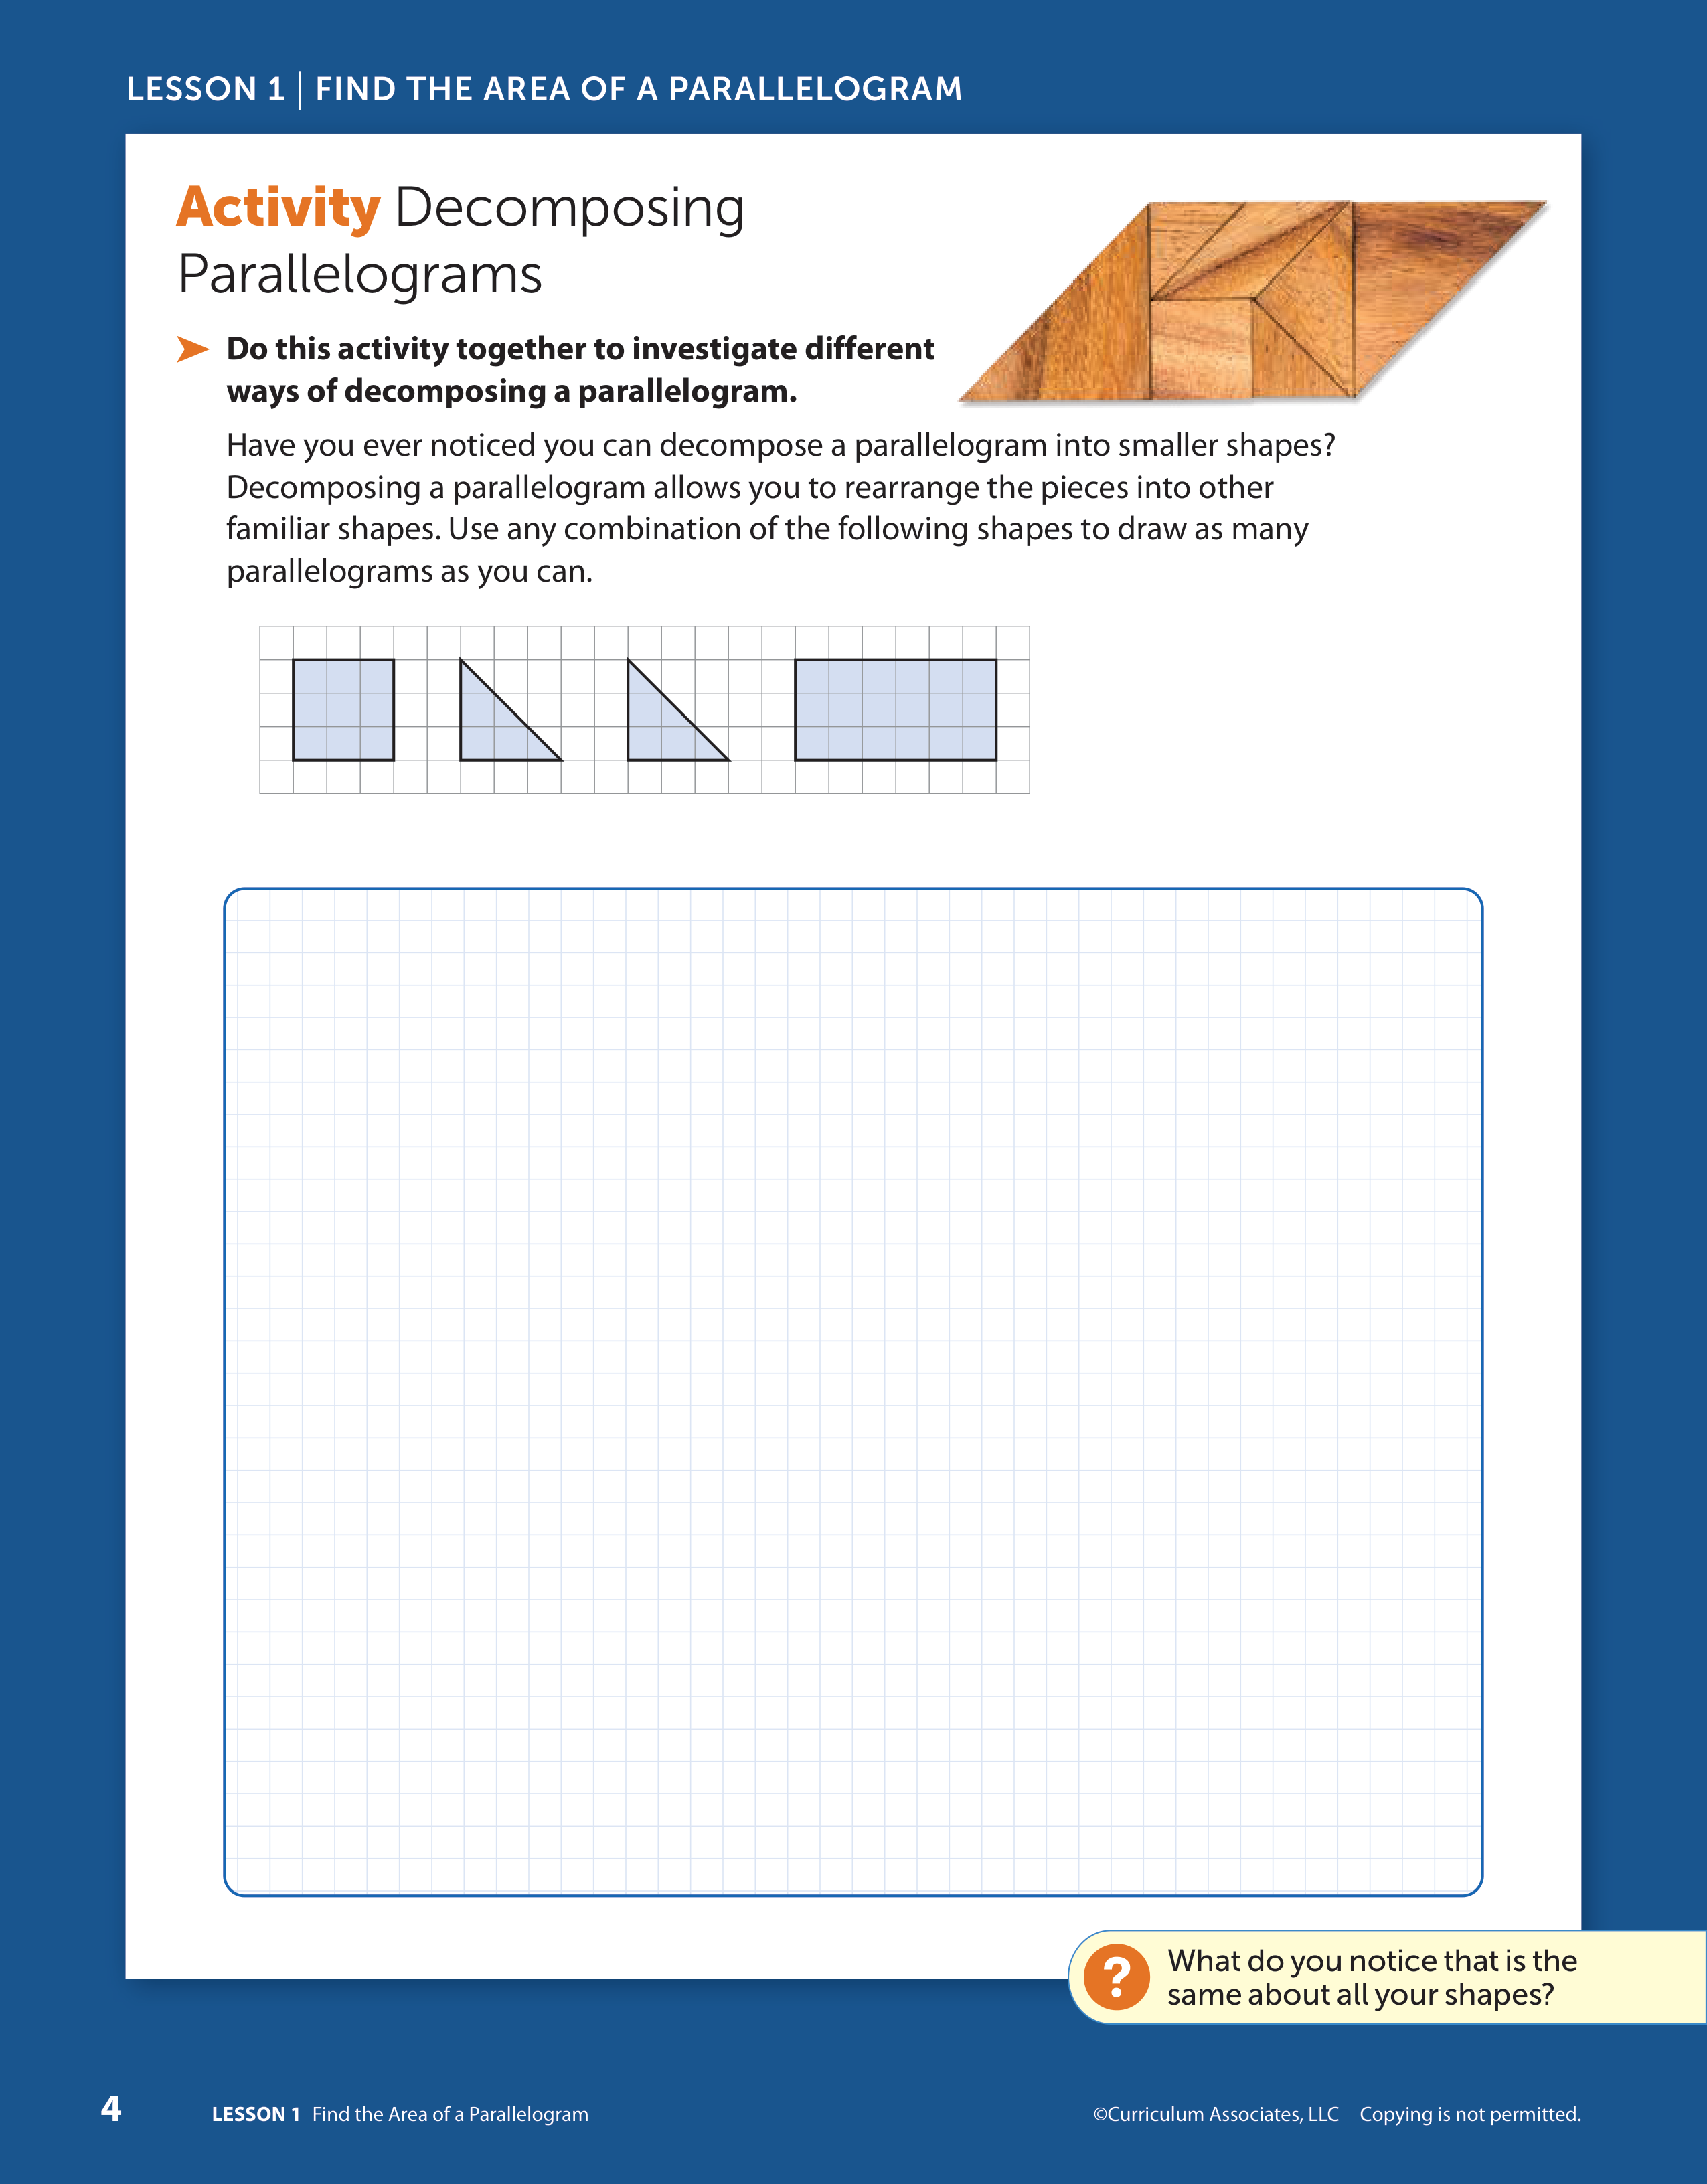 LESSON 1 | FIND THE AREA OF A PARALLELOGRAM
Activity Decomposing
Parallelograms
Do this activity together to investigate different
ways of decomposing a parallelogram.
Have you ever noticed you can decompose a parallelogram into smaller shapes?
Decomposing a parallelogram allows you to rearrange the pieces into other
familiar shapes. Use any combination of the following shapes to draw as many
parallelograms as you can.
?
What do you notice that is the
same about all your shapes?
4
LESSON 1 Find the Area of a Parallelogram
©Curriculum Associates, LLC Copying is not permitted.